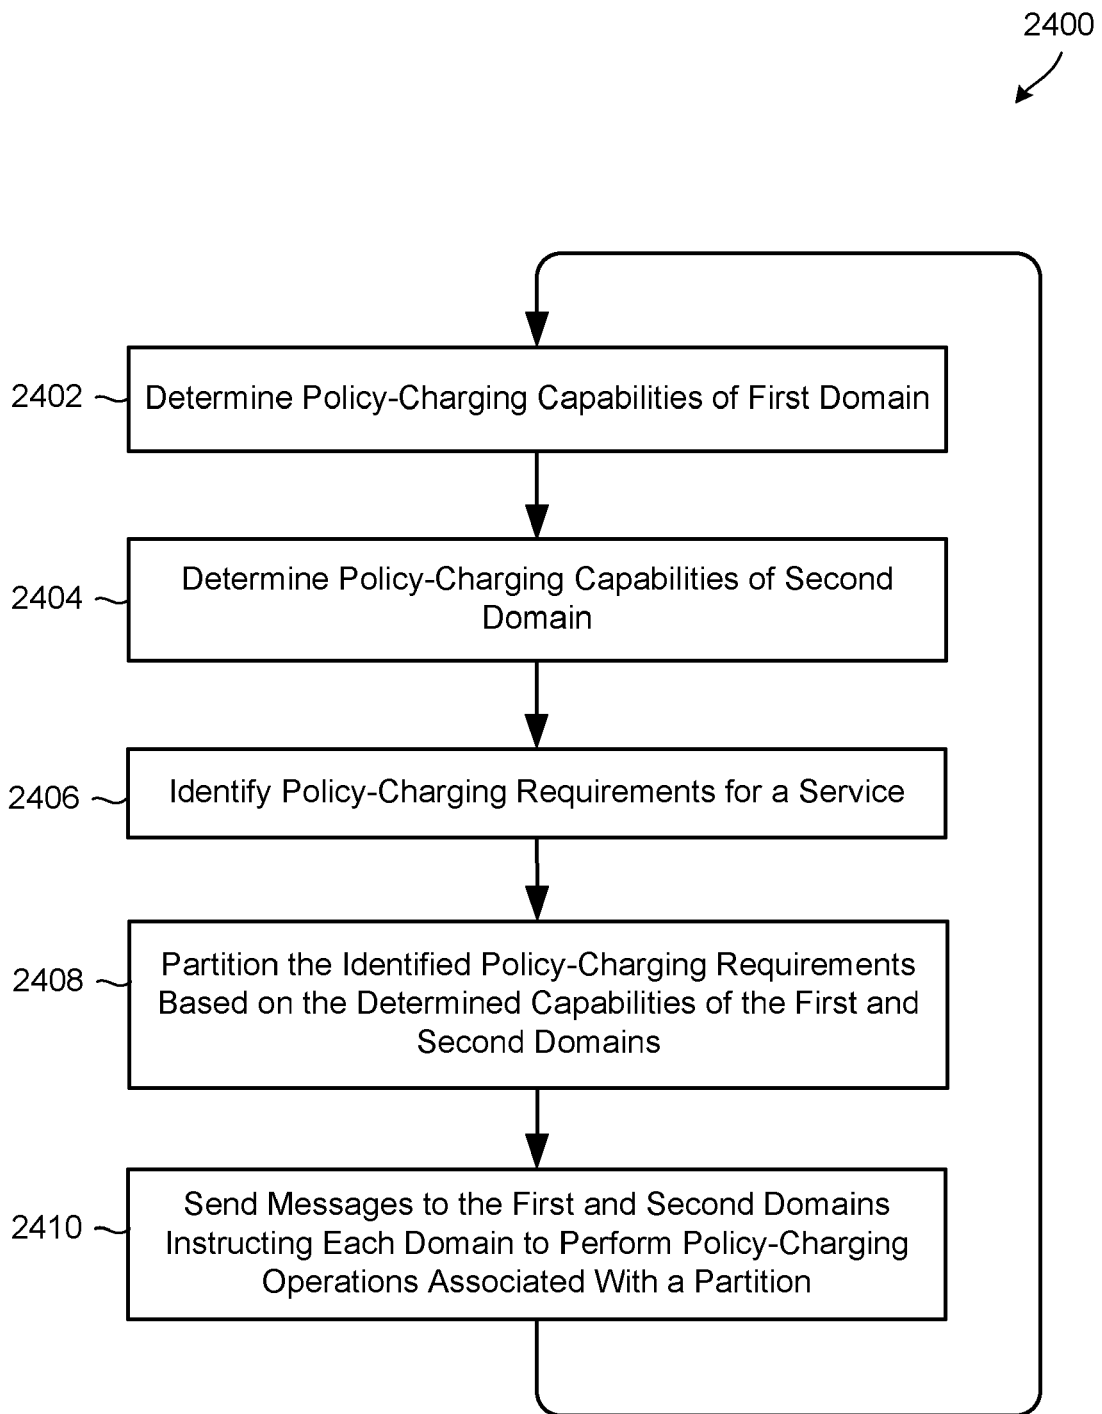 2400
2402
Determine Policy-Charging Capabilities of First Domain
2404
Determine Policy-Charging Capabilities of Second
Domain
2406
Identify Policy-Charging Requirements for a Service
2408
Partition the Identified Policy-Charging Requirements
Based on the Determined Capabilities of the First and
Second Domains
2410
Send Messages to the First and Second Domains
Instructing Each Domain to Perform Policy-Charging
Operations Associated With a Partition